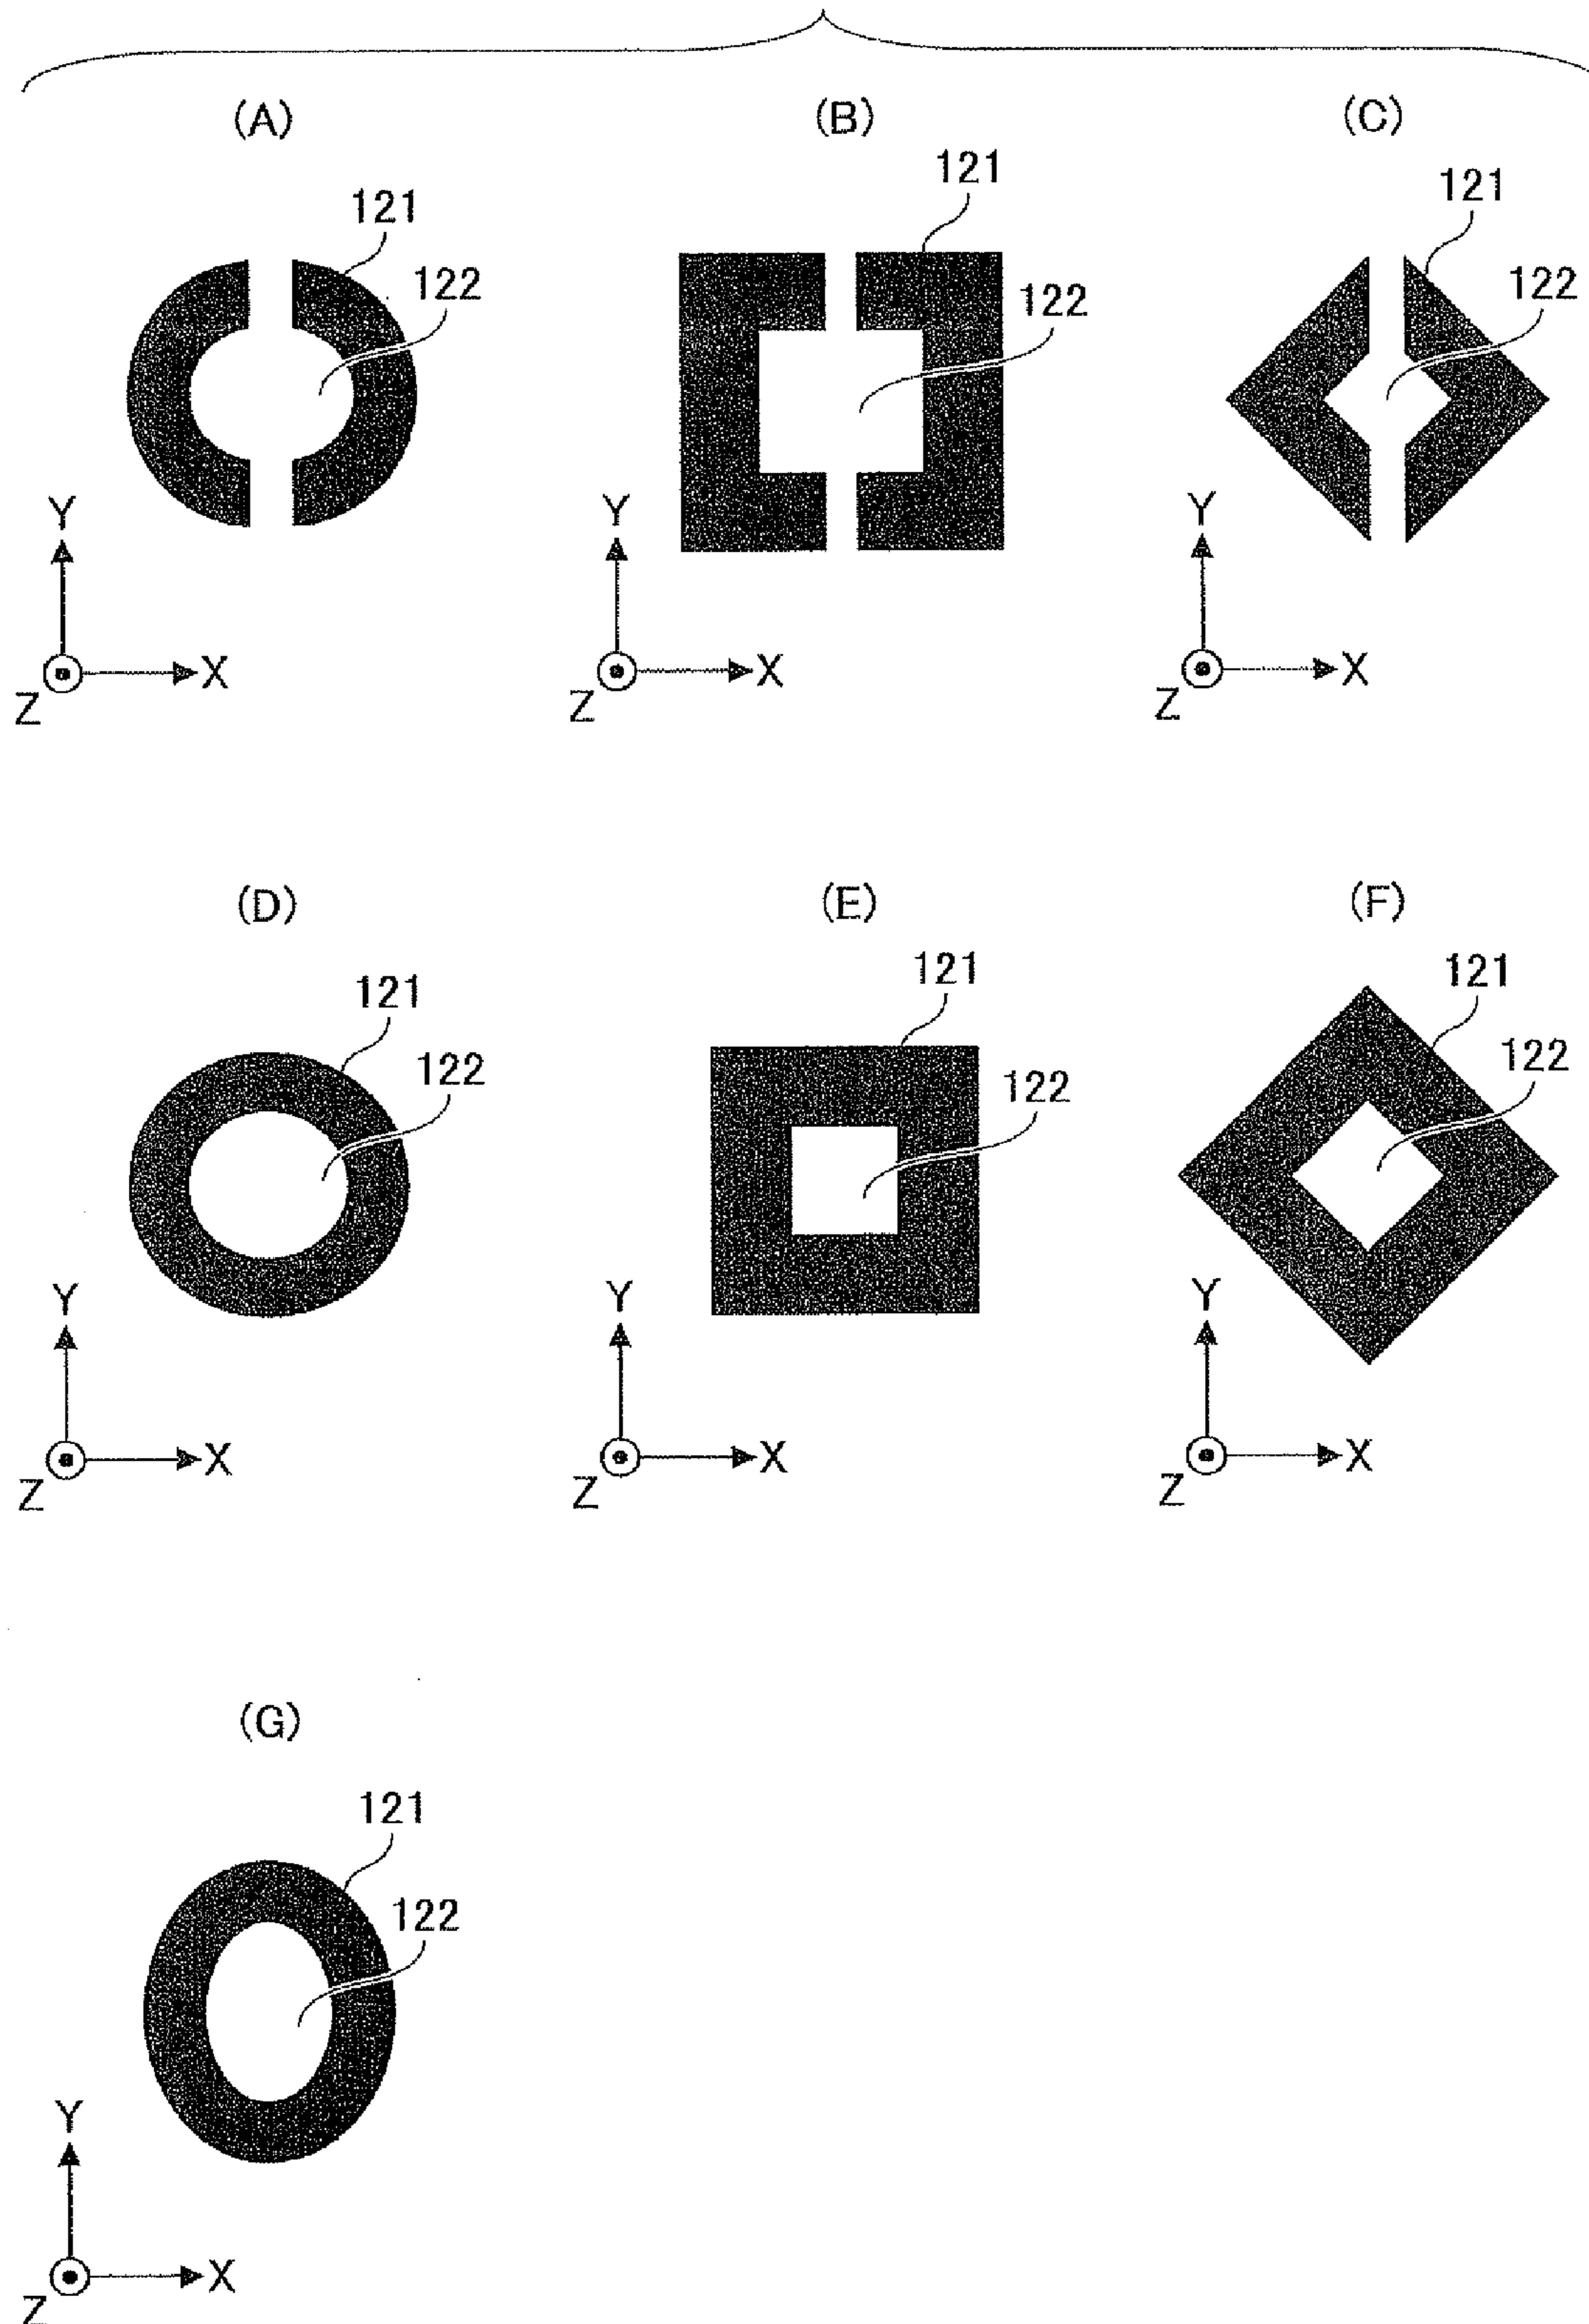 (A) (B) (C)
121 121 121
122 122 122
Y Y Y
X X X
Z Z Z
(D) (E) (F)
121 121 121
122 122 122
Y Y Y
X X X
Z Z Z
(G)
121
122
Y
X
Z